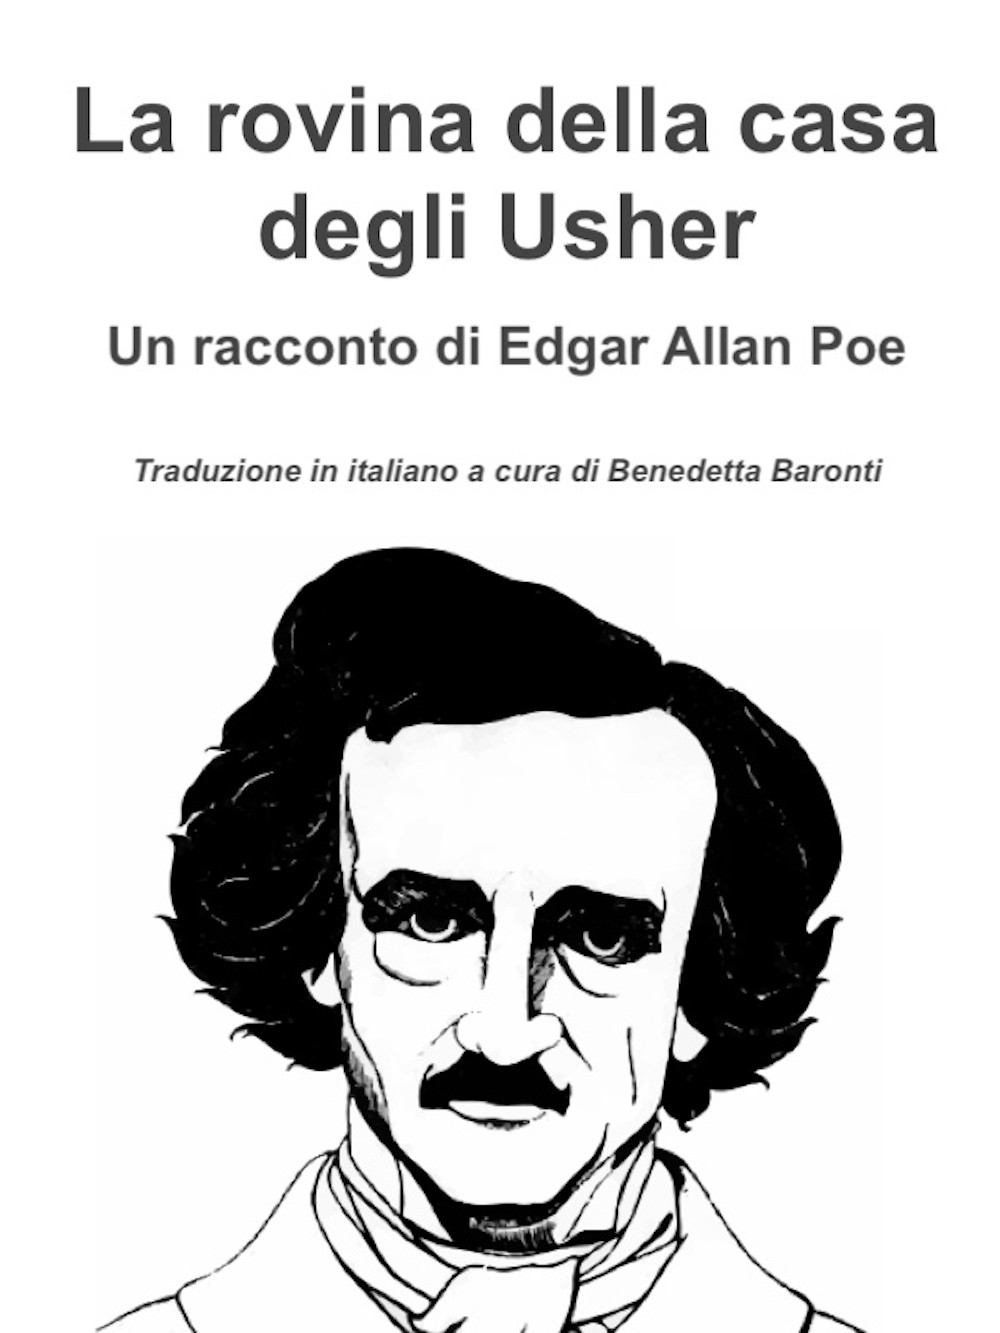 La rovina della casa
degli Usher
Un racconto di Edgar Allan Poe
Traduzione in italiano a cura di Benedetta Baronti